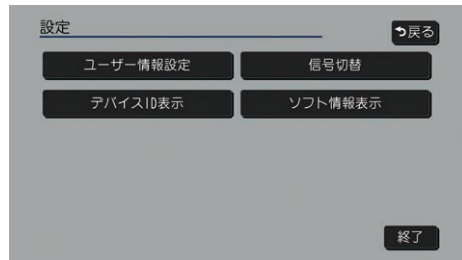 設定
戻る
ユーザー情報設定
信号切替
デバイスID表示
ソフト情報表示
終了